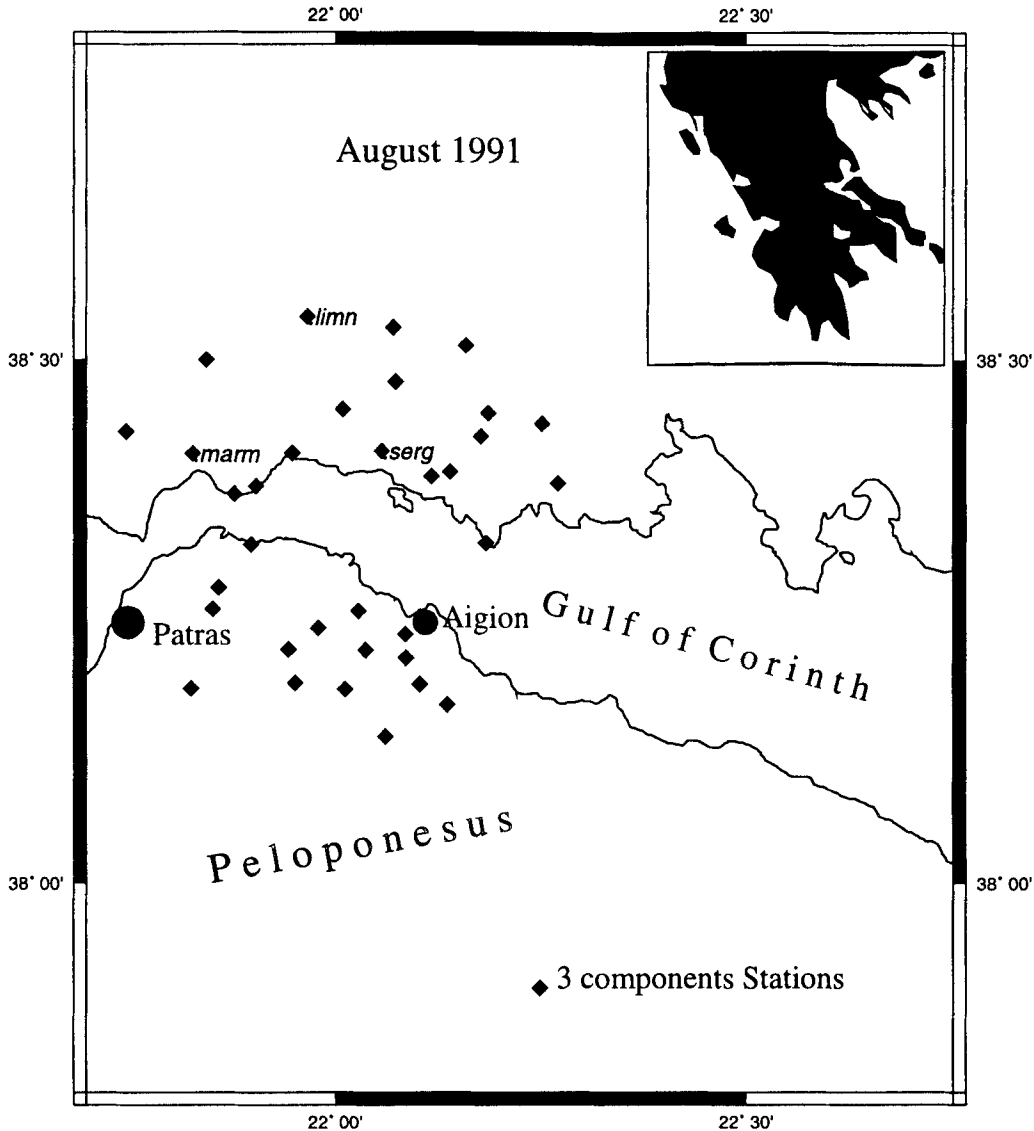 22° 00'
22° 30'
August 1991
limn
38° 30'
38° 30'
marm
serg
Gulf of Corinth
Aigion
Patras
Peloponesus
38° 00'
38° 00'
3 components Stations
22° 00'
22° 30'